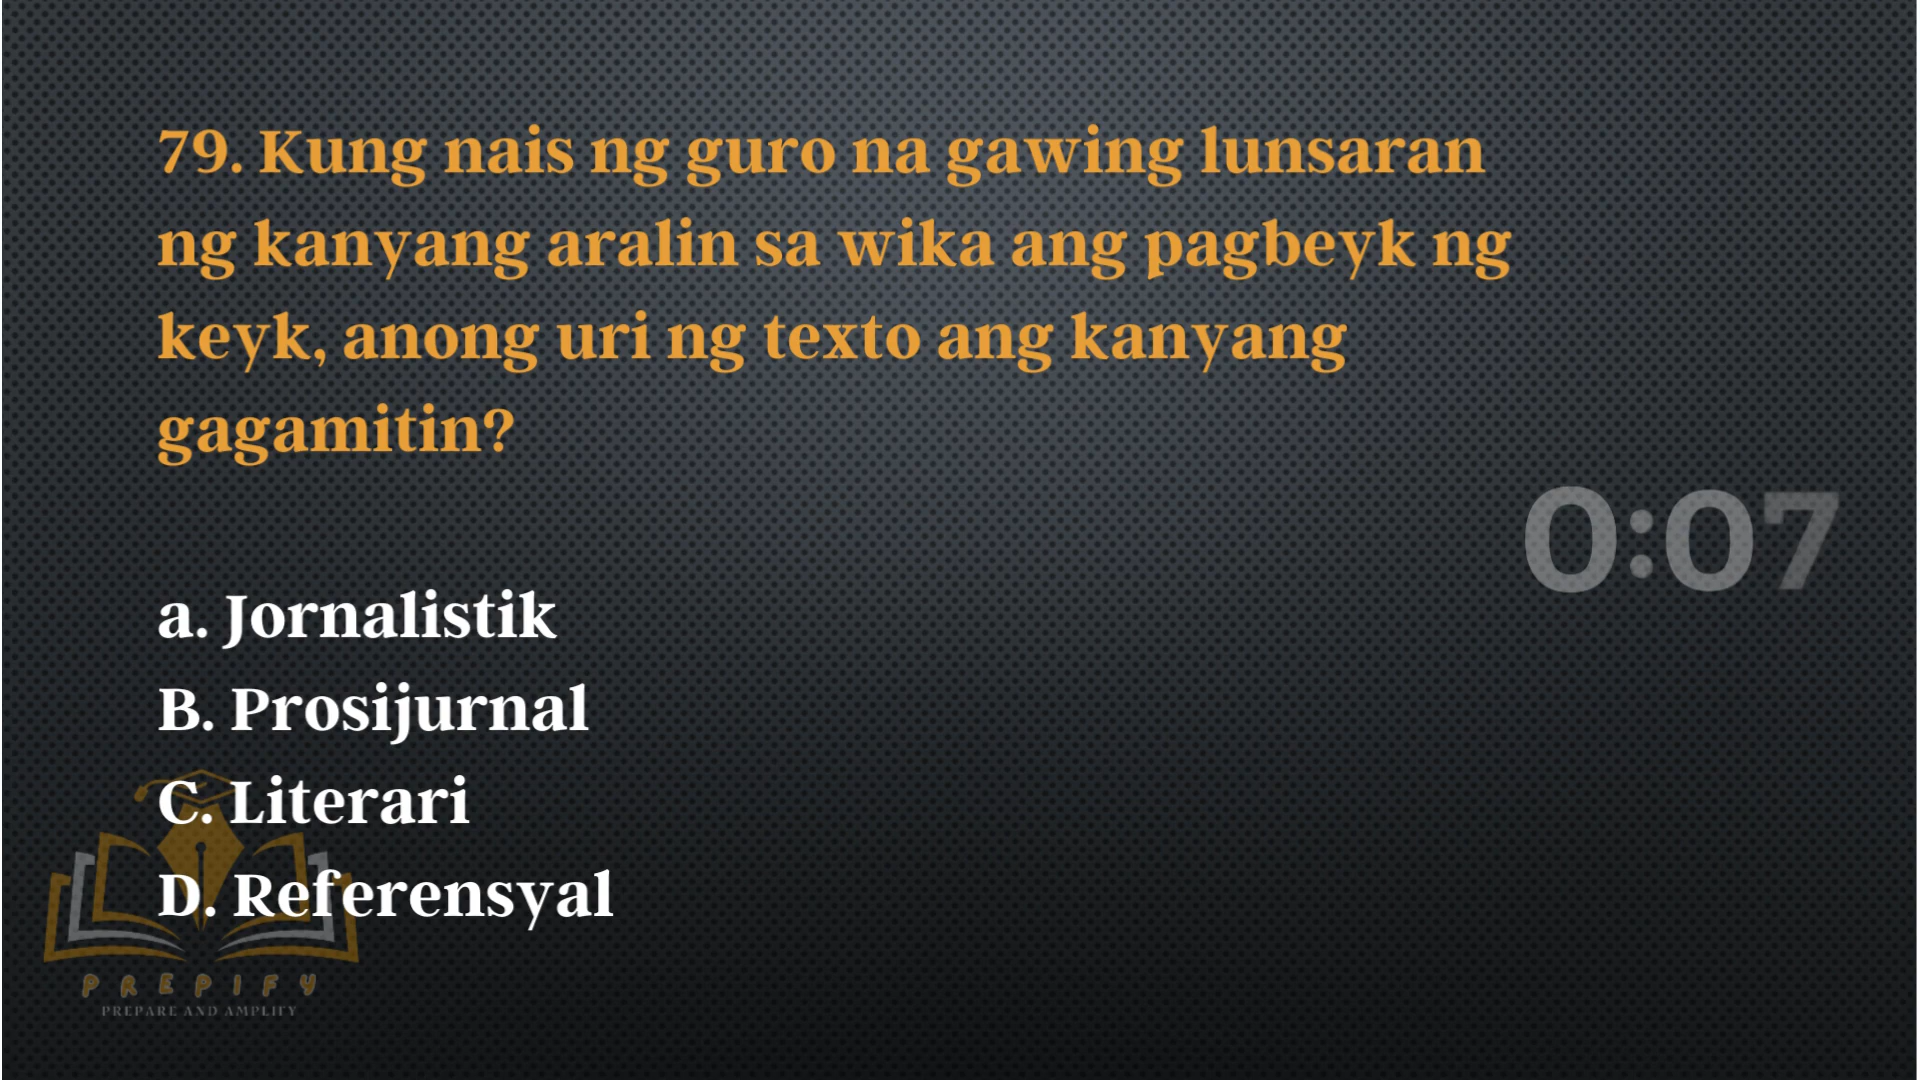 79. Kung nais ng guro na gawing lunsaran
ng kanyang aralin sa wika ang pagbeyk ng
keyk, anong uri ng texto ang kanyang
gagamitin?
0:07
a. Jornalistik
B. Prosijurnal
C. Literari
D. Referensyal
PREPIFY
PREPARE AND AMPLIFY